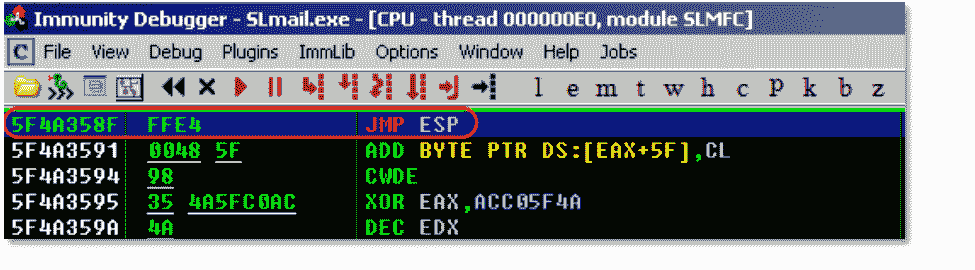 Immunity Debugger - SLmail.exe - [CPU - thread 000000E0, module SLMFC]
C File View Debug Plugins ImmLib Options Window Help Jobs
l e m t w h c P k b z
5F4A358F FFE4 JMP ESP
5F4A3591 0048 5F ADD BYTE PTR DS:[EAX+5F],CL
5F4A3594 98 CWDE
5F4A3595 35 4A5FC0AC XOR EAX,ACC05F4A
5F4A359A 4A DEC EDX